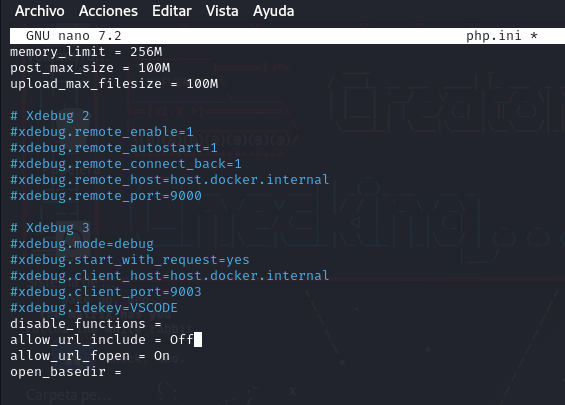 Archivo Acciones Editar Vista Ayuda
GNU nano 7.2 php.ini *
memory_limit = 256M
post_max_size = 100M
upload_max_filesize = 100M
# Xdebug 2
#xdebug.remote_enable=1
#xdebug.remote_autostart=1
#xdebug.remote_connect_back=1
#xdebug.remote_host=host.docker.internal
#xdebug.remote_port=9000
# Xdebug 3
#xdebug.mode=debug
#xdebug.start_with_request=yes
#xdebug.client_host=host.docker.internal
#xdebug.client_port=9003
#xdebug.idekey=VSCODE
disable_functions =
allow_url_include = Off
allow_url_fopen = On
open_basedir =
Carpeta pe...